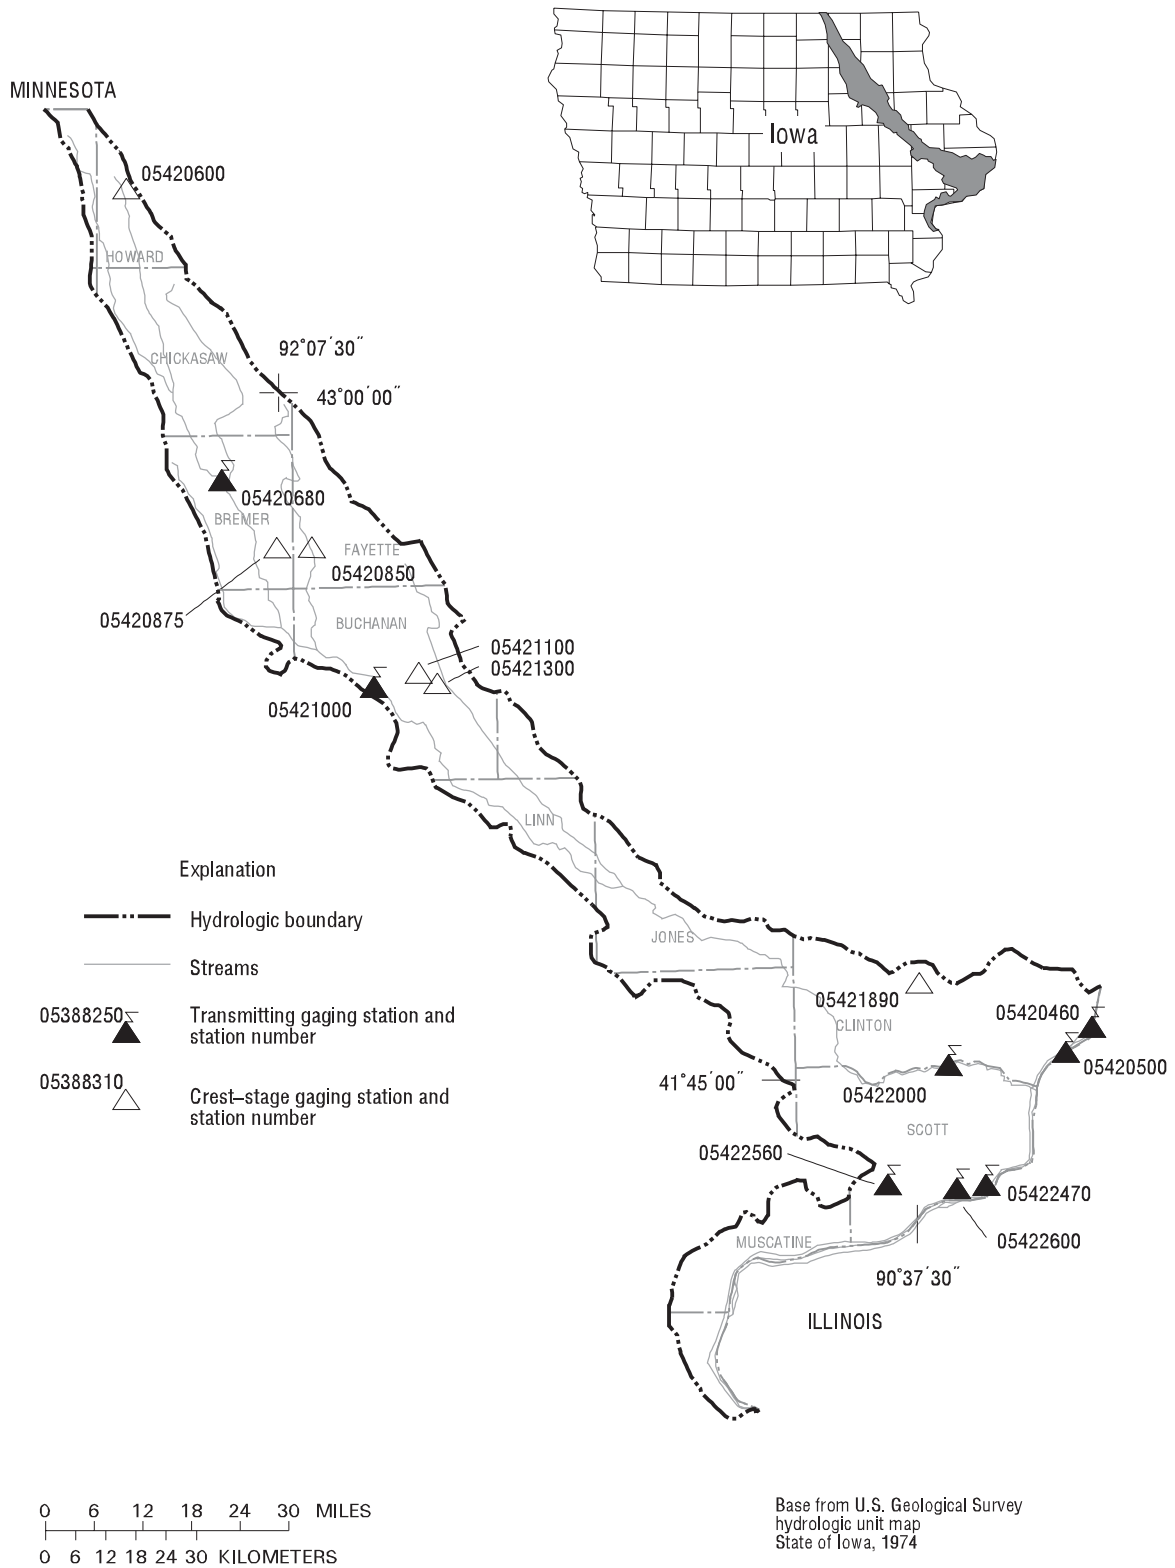 Iowa
MINNESOTA
05420600
HOWARD
92°07'30"
CHICKASAW
43°00'00"
05420680
BREMER
FAYETTE
05420850
05420875
BUCHANAN
05421100
05421300
05421000
LINN
Explanation
Hydrologic boundary
JONES
Streams
05421890
05420460
05388250
Transmitting gaging station and
station number
CLINTON
05420500
05388310
41°45'00"
05422000
Crest–stage gaging station and
station number
SCOTT
05422560
05422470
MUSCATINE
05422600
90°37'30"
ILLINOIS
0 6 12 18 24 30 MILES
0 6 12 18 24 30 KILOMETERS
Base from U.S. Geological Survey
hydrologic unit map
State of Iowa, 1974